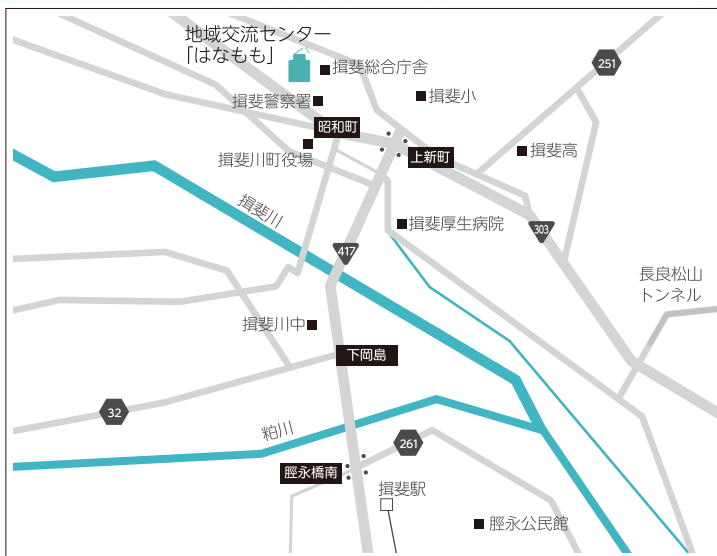 地域交流センター
「はなもも」
揖斐総合庁舎
251
揖斐警察署
揖斐小
昭和町
揖斐川町役場
上新町
揖斐高
揖斐川
揖斐厚生病院
303
417
長良松山
トンネル
揖斐川中
下岡島
32
粕川
261
脛永橋南
揖斐駅
脛永公民館